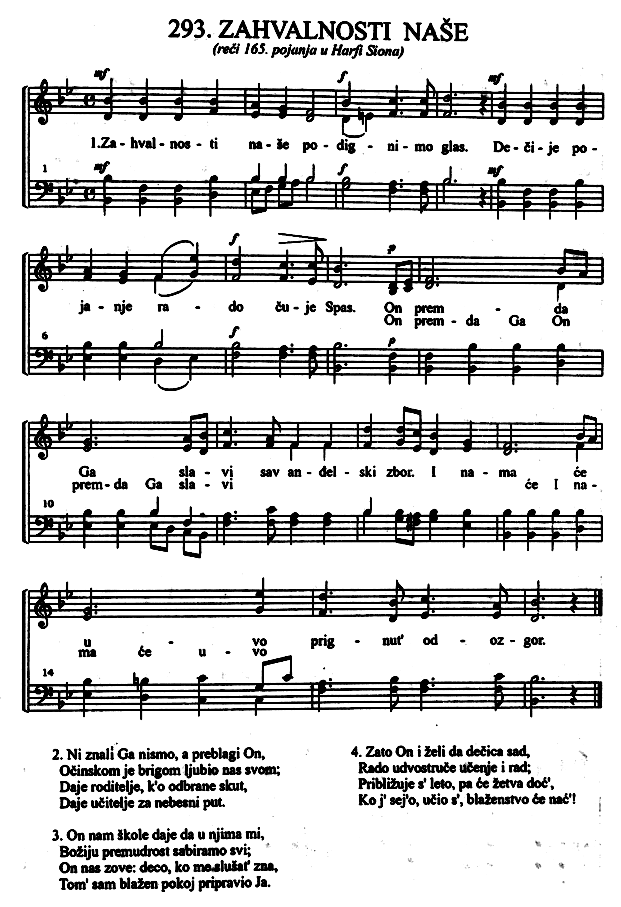 293. ZAHVALNOSTI NAŠE
(reči 165. pojanja u Harfi Siona)
mf f mf
1.Za - hval - nos - ti na - še po - dig - ni - mo glas. De - či - je po -
1 mf f mf
f p
ja - nje ra - do ču - je Spas. On prem - da
On prem - da Ga On
6 f p
Ga sla - vi sav an - đel - ski zbor. I na - ma će
prem - da Ga sla - vi će I na -
10
u - vo prig - nut' od - oz - gor.
ma će u - vo
14
2. Ni znali Ga nismo, a preblagi On,
Očinskom je brigom ljubio nas svom;
Daje roditelje, k'o odbrane skut,
Daje učitelje za nebesni put.
3. On nam škole daje da u njima mi,
Božiju premudrost sabiramo svi;
On nas zove: deco, ko me slušat' zna,
Tom' sam blažen pokoj pripravio Ja.
4. Zato On i želi da dečica sad,
Rado udvostruče učenje i rad;
Približuje s' leto, pa će žetva doć',
Ko j' sej'o, učio s', blaženstvo će nać'!